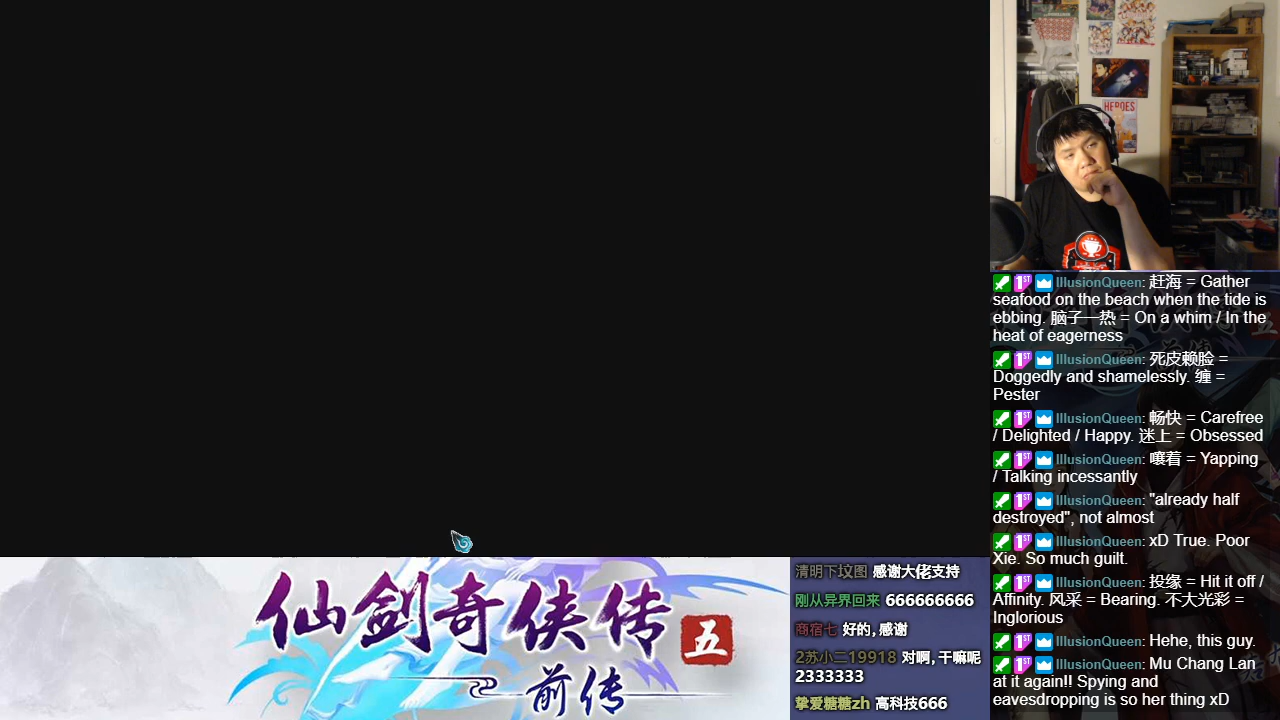 HEROES
IllusionQueen: 赶海 = Gather
seafood on the beach when the tide is
ebbing. 脑子一热 = On a whim / In the
heat of eagerness
IllusionQueen: 死皮赖脸 =
Doggedly and shamelessly. 缠 =
Pester
IllusionQueen: 畅快 = Carefree
/ Delighted / Happy. 迷上 = Obsessed
IllusionQueen: 嚷着 = Yapping
/ Talking incessantly
IllusionQueen: "already half
destroyed", not almost
IllusionQueen: xD True. Poor
Xie. So much guilt.
IllusionQueen: 投缘 = Hit it off /
Affinity. 风采 = Bearing. 不大光彩 =
Inglorious
IllusionQueen: Hehe, this guy.
IllusionQueen: Mu Chang Lan
at it again!! Spying and
eavesdropping is so her thing xD
仙剑奇侠传
五
前传
清明下坟图 感谢大佬支持
刚从异界回来 666666666
商宿七 好的，感谢
2苏小二19918 对啊，干嘛呢
2333333
挚爱糖糖zh 高科技666